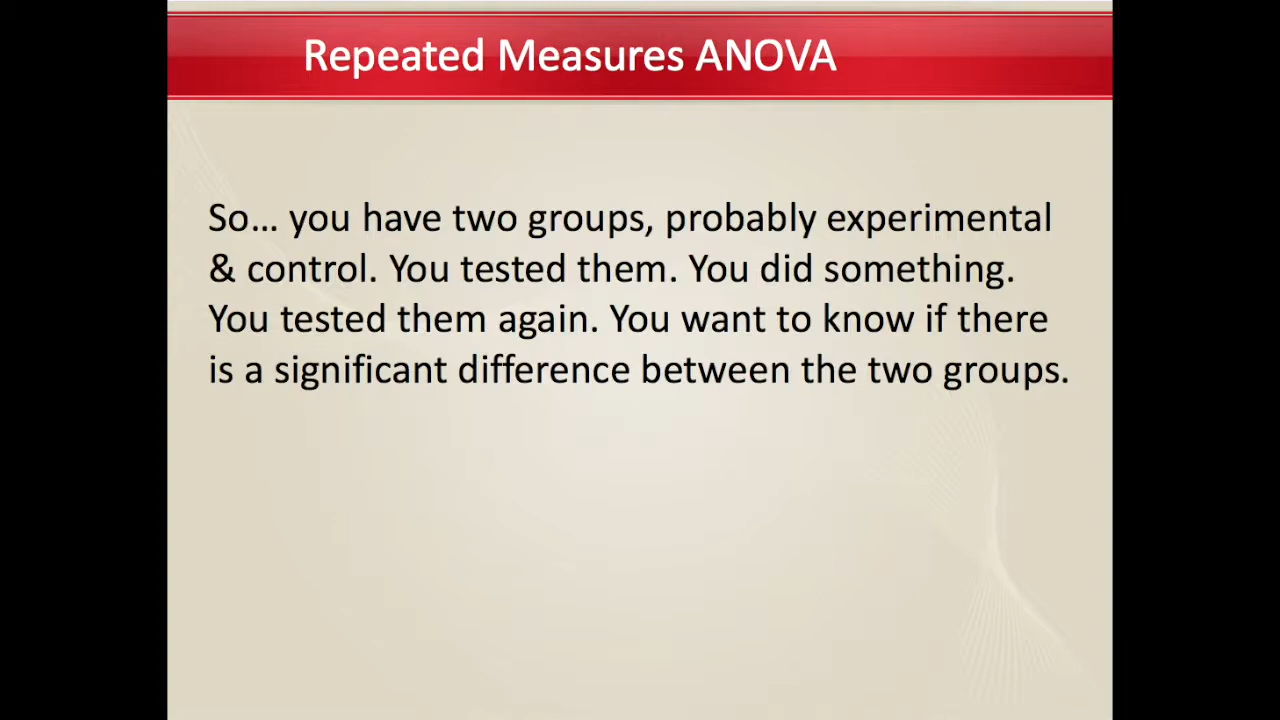 Repeated Measures ANOVA
So… you have two groups, probably experimental
& control. You tested them. You did something.
You tested them again. You want to know if there
is a significant difference between the two groups.